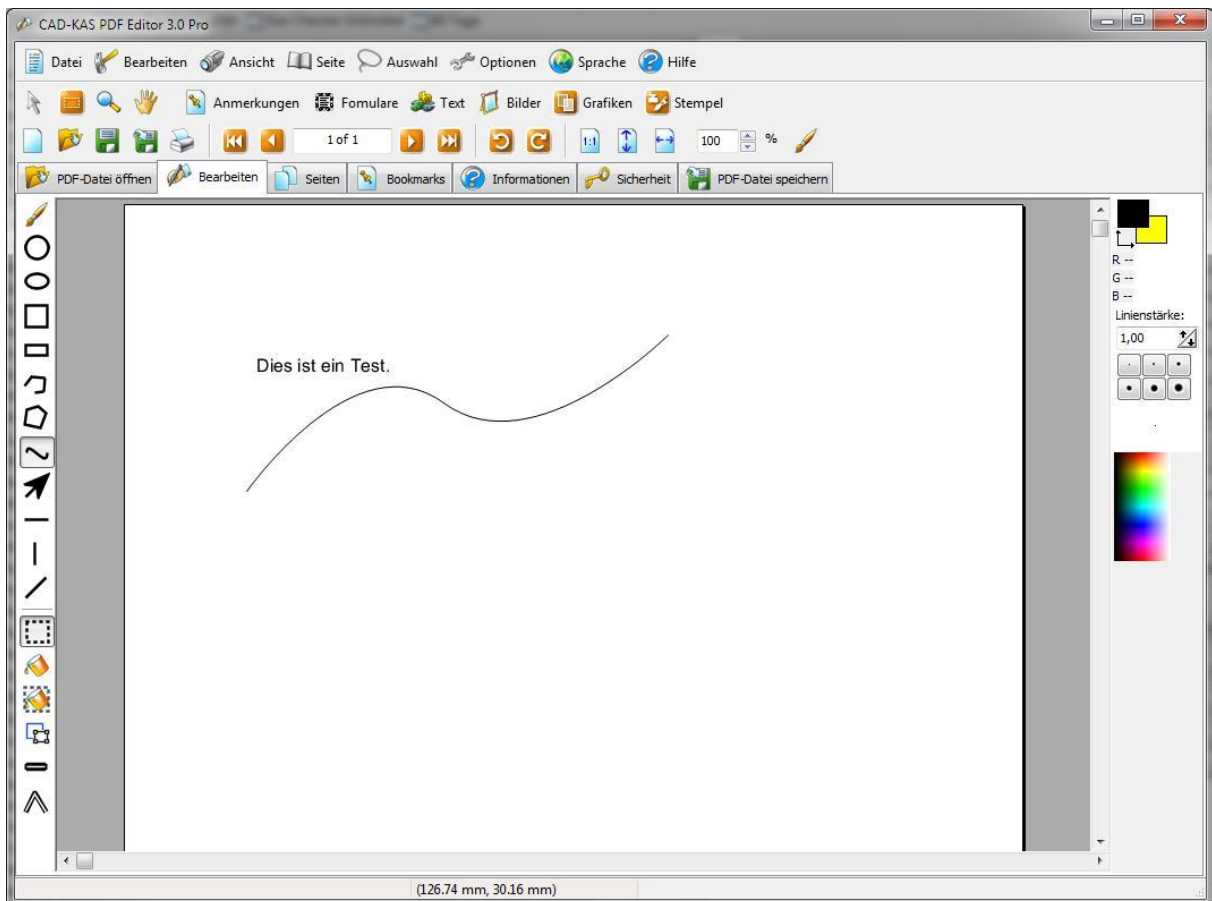 CAD-KAS PDF Editor 3.0 Pro
Datei Bearbeiten Ansicht Seite Auswahl Optionen Sprache Hilfe
Anmerkungen Fomulare Text Bilder Grafiken Stempel
1 of 1 1:1 100 %
PDF-Datei öffnen Bearbeiten Seiten Bookmarks Informationen Sicherheit PDF-Datei speichern
R --
G --
B --
Linienstärke:
1,00
Dies ist ein Test.
(126.74 mm, 30.16 mm)